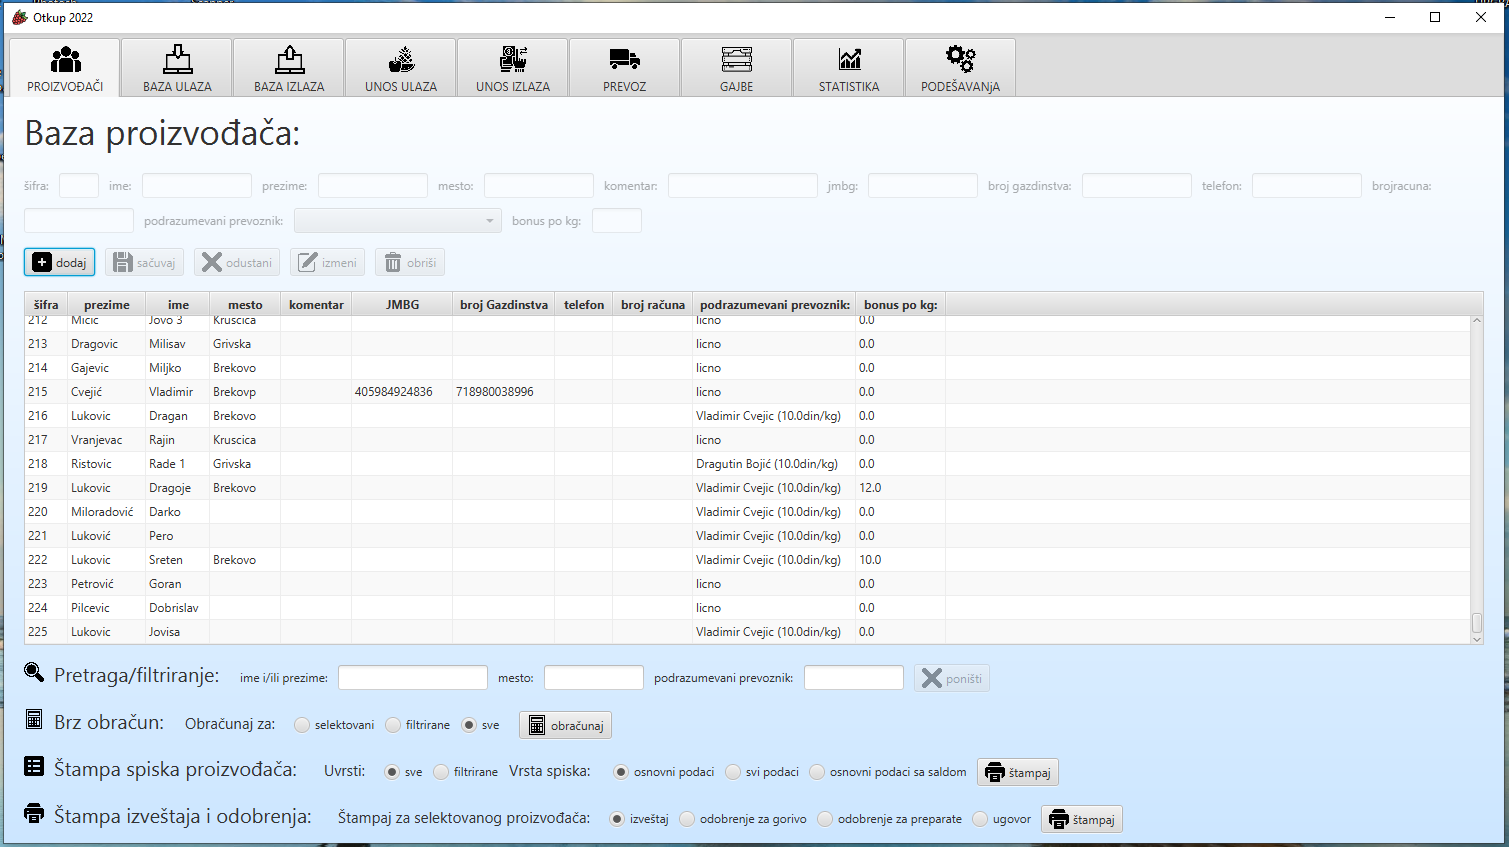 Otkup 2022
PROIZVOĐAČI BAZA ULAZA BAZA IZLAZA UNOS ULAZA UNOS IZLAZA PREVOZ GAJBE STATISTIKA PODEŠAVANjA
Baza proizvođača:
šifra: ime: prezime: mesto: komentar: jmbg: broj gazdinstva: telefon: brojracuna:
podrazumevani prevoznik: bonus po kg:
dodaj sačuvaj odustani izmeni obriši
šifra prezime ime mesto komentar JMBG broj Gazdinstva telefon broj računa podrazumevani prevoznik: bonus po kg:
212 Micic Jovo 3 Kruscica licno 0.0
213 Dragovic Milisav Grivska licno 0.0
214 Gajevic Miljko Brekovo licno 0.0
215 Cvejić Vladimir Brekovp 405984924836 718980038996 licno 0.0
216 Lukovic Dragan Brekovo Vladimir Cvejic (10.0din/kg) 0.0
217 Vranjevac Rajin Kruscica licno 0.0
218 Ristovic Rade 1 Grivska Dragutin Bojić (10.0din/kg) 0.0
219 Lukovic Dragoje Brekovo Vladimir Cvejic (10.0din/kg) 12.0
220 Miloradović Darko Vladimir Cvejic (10.0din/kg) 0.0
221 Luković Pero Vladimir Cvejic (10.0din/kg) 0.0
222 Lukovic Sreten Brekovo Vladimir Cvejic (10.0din/kg) 10.0
223 Petrović Goran licno 0.0
224 Pilcevic Dobrislav licno 0.0
225 Lukovic Jovisa Vladimir Cvejic (10.0din/kg) 0.0
Pretraga/filtriranje: ime i/ili prezime: mesto: podrazumevani prevoznik: poništi
Brz obračun: Obračunaj za: selektovani filtrirane sve obračunaj
Štampa spiska proizvođača: Uvrsti: sve filtrirane Vrsta spiska: osnovni podaci svi podaci osnovni podaci sa saldom štampaj
Štampa izveštaja i odobrenja: Štampaj za selektovanog proizvođača: izveštaj odobrenje za gorivo odobrenje za preparate ugovor štampaj